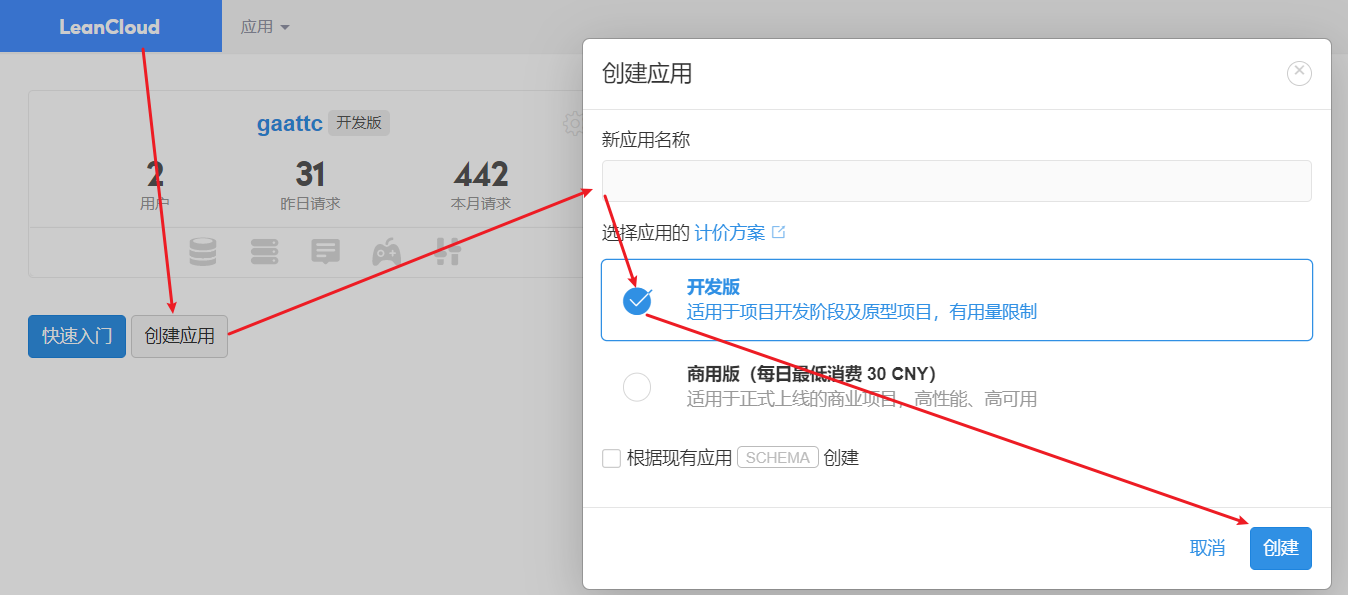 LeanCloud
应用
gaattc 开发版
2 31 442
用户 昨日请求 本月请求
快速入门 创建应用
创建应用
新应用名称
选择应用的 计价方案
开发版
适用于项目开发阶段及原型项目，有用量限制
商用版（每日最低消费 30 CNY）
适用于正式上线的商业项目，高性能、高可用
根据现有应用 SCHEMA 创建
取消 创建